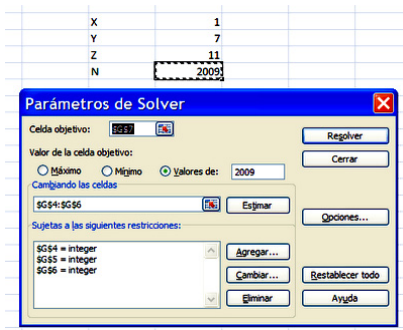 X 1
Y 7
Z 11
N 2009
Parámetros de Solver
Celda objetivo: $G$7
Resolver
Valor de la celda objetivo:
Cerrar
Máximo Mínimo Valores de: 2009
Cambiando las celdas
$G$4:$G$6 Estimar
Opciones...
Sujetas a las siguientes restricciones:
$G$4 = integer
$G$5 = integer
$G$6 = integer
Agregar...
Cambiar... Restablecer todo
Eliminar Ayuda